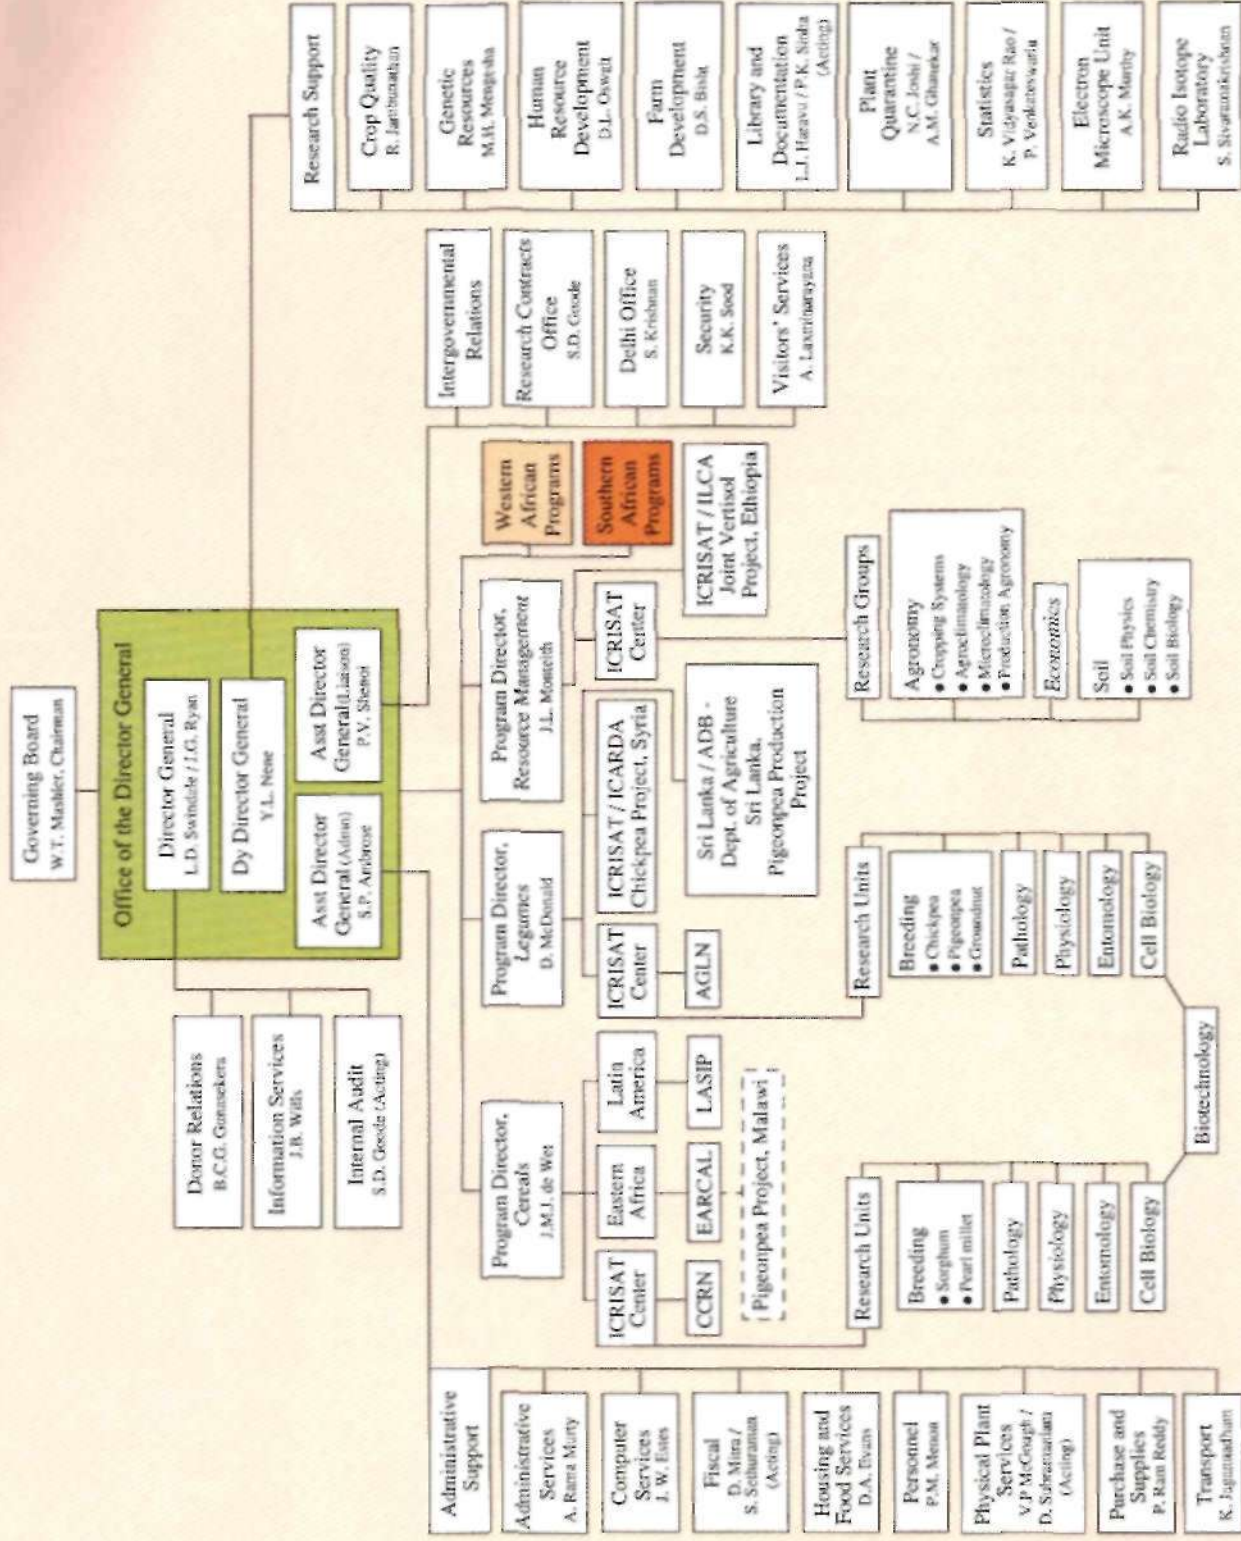 Governing Board
W.T. Mashler, Chairman
Office of the Director General
Director General
L.D. Swindale / J.G. Ryan
Dy Director General
Y.L. Nene
Asst Director
General (Admin)
S.P. Ambrose
Asst Director
General (Liaison)
P.V. Shenoi
Donor Relations
B.C.G. Gunasekera
Information Services
J.B. Wills
Internal Audit
S.D. Goode (Acting)
Administrative
Support
Administrative
Services
A. Rama Murty
Computer
Services
J. W. Estes
Fiscal
D. Mitra /
S. Sethuraman
(Acting)
Housing and
Food Services
D.A. Evans
Personnel
P.M. Menon
Physical Plant
Services
V.P McGough /
D. Subramaniam
(Acting)
Purchase and
Supplies
P. Ram Reddy
Transport
K. Jagannadham
Program Director,
Cereals
J.M.J. de Wet
ICRISAT
Center
Eastern
Africa
Latin
America
CCRN
EARCAL
LASIP
Pigeonpea Project, Malawi
Research Units
Breeding
• Sorghum
• Pearl millet
Pathology
Physiology
Entomology
Cell Biology
Biotechnology
Program Director,
Legumes
D. McDonald
ICRISAT
Center
ICRISAT / ICARDA
Chickpea Project, Syria
AGLN
Sri Lanka / ADB -
Dept. of Agriculture
Sri Lanka,
Pigeonpea Production
Project
Research Units
Breeding
• Chickpea
• Pigeonpea
• Groundnut
Pathology
Physiology
Entomology
Cell Biology
Program Director,
Resource Management
J.L. Monteith
ICRISAT
Center
ICRISAT / ILCA
Joint Vertisol
Project, Ethiopia
Research Groups
Agronomy
• Cropping Systems
• Agroclimatology
• Microclimatology
• Production Agronomy
Economics
Soil
• Soil Physics
• Soil Chemistry
• Soil Biology
Western
African
Programs
Southern
African
Programs
Intergovernmental
Relations
Research Contracts
Office
S.D. Goode
Delhi Office
S. Krishnan
Security
K.K. Sood
Visitors' Services
A. Laxminarayana
Research Support
Crop Quality
R. Jambunathan
Genetic
Resources
M.H. Mengesha
Human
Resource
Development
D.L. Oswalt
Farm
Development
D.S. Bisht
Library and
Documentation
L.J. Haravu / P.K. Sinha
(Acting)
Plant
Quarantine
N.C. Joshi /
A.M. Ghanekar
Statistics
K. Vidyasagar Rao /
P. Venkateswarlu
Electron
Microscope Unit
A.K. Murthy
Radio Isotope
Laboratory
S. Sivaramakrishnan